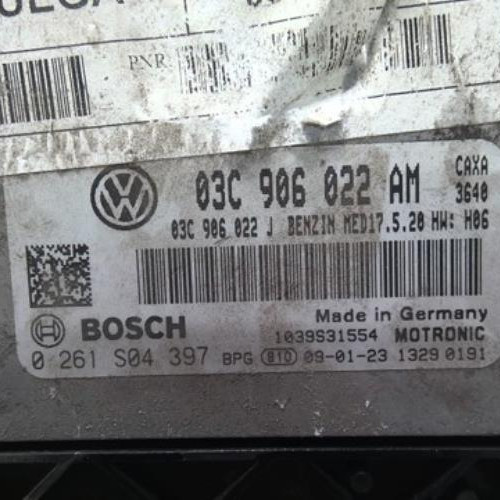 PNR:
03C 906 022 AM CAXA
3640
03C 906 022 J BENZIN MED17.5.20 HW: H06
BOSCH Made in Germany
1039S31554 MOTRONIC
0 261 S04 397 BPG 810 09-01-23 1329 0191